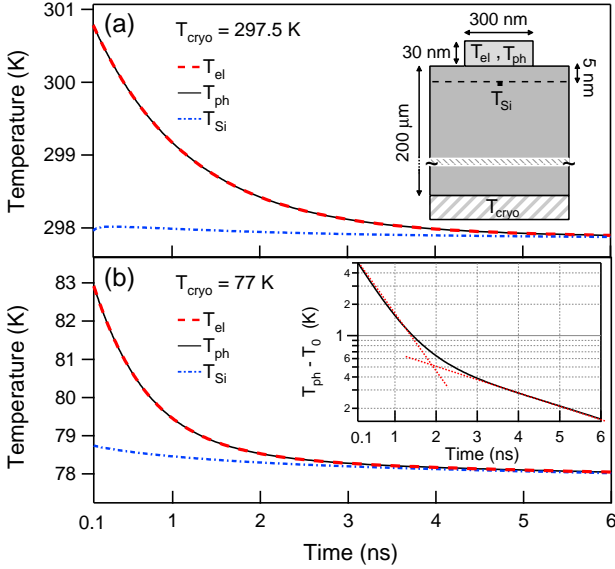 301
300
299
298
Temperature (K)
(a)
T_cryo = 297.5 K
T_el
T_ph
T_Si
300 nm
30 nm
T_el , T_ph
5 nm
T_Si
200 μm
T_cryo
83
82
81
80
79
78
Temperature (K)
(b)
T_cryo = 77 K
T_el
T_ph
T_Si
T_ph - T_0 (K)
4
2
1
6
4
2
0.1 1 2 3 4 5 6
Time (ns)
0.1 1 2 3 4 5 6
Time (ns)